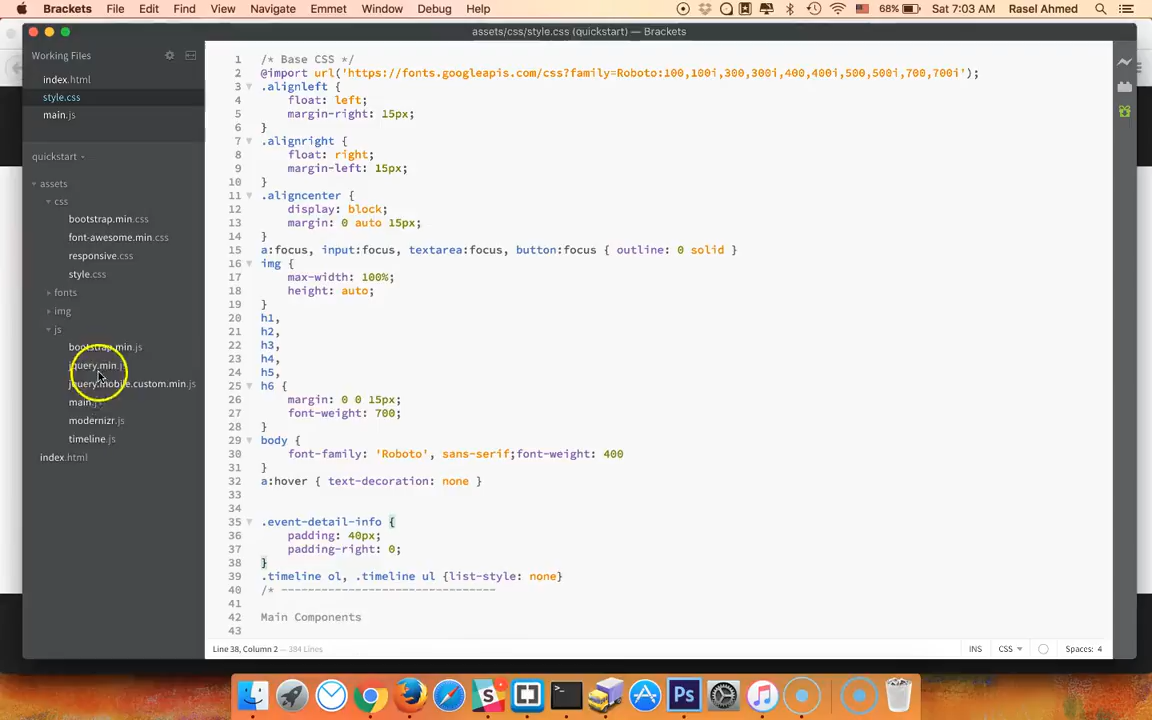 Brackets File Edit Find View Navigate Emmet Window Debug Help 68% Sat 7:03 AM Rasel Ahmed
assets/css/style.css (quickstart) — Brackets
Working Files
index.html
style.css
main.js
quickstart
assets
css
bootstrap.min.css
font-awesome.min.css
responsive.css
style.css
fonts
img
js
bootstrap.min.js
jquery.min.js
jquery.mobile.custom.min.js
main.js
modernizr.js
timeline.js
index.html
1 /* Base CSS */
2 @import url('https://fonts.googleapis.com/css?family=Roboto:100,100i,300,300i,400,400i,500,500i,700,700i');
3 .alignleft {
4 float: left;
5 margin-right: 15px;
6 }
7 .alignright {
8 float: right;
9 margin-left: 15px;
10 }
11 .aligncenter {
12 display: block;
13 margin: 0 auto 15px;
14 }
15 a:focus, input:focus, textarea:focus, button:focus { outline: 0 solid }
16 img {
17 max-width: 100%;
18 height: auto;
19 }
20 h1,
21 h2,
22 h3,
23 h4,
24 h5,
25 h6 {
26 margin: 0 0 15px;
27 font-weight: 700;
28 }
29 body {
30 font-family: 'Roboto', sans-serif;font-weight: 400
31 }
32 a:hover { text-decoration: none }
33
34
35 .event-detail-info {
36 padding: 40px;
37 padding-right: 0;
38 }
39 .timeline ol, .timeline ul {list-style: none}
40 /* --------------------------------
41
42 Main Components
43
Line 38, Column 2 — 384 Lines
INS CSS Spaces: 4
Ps